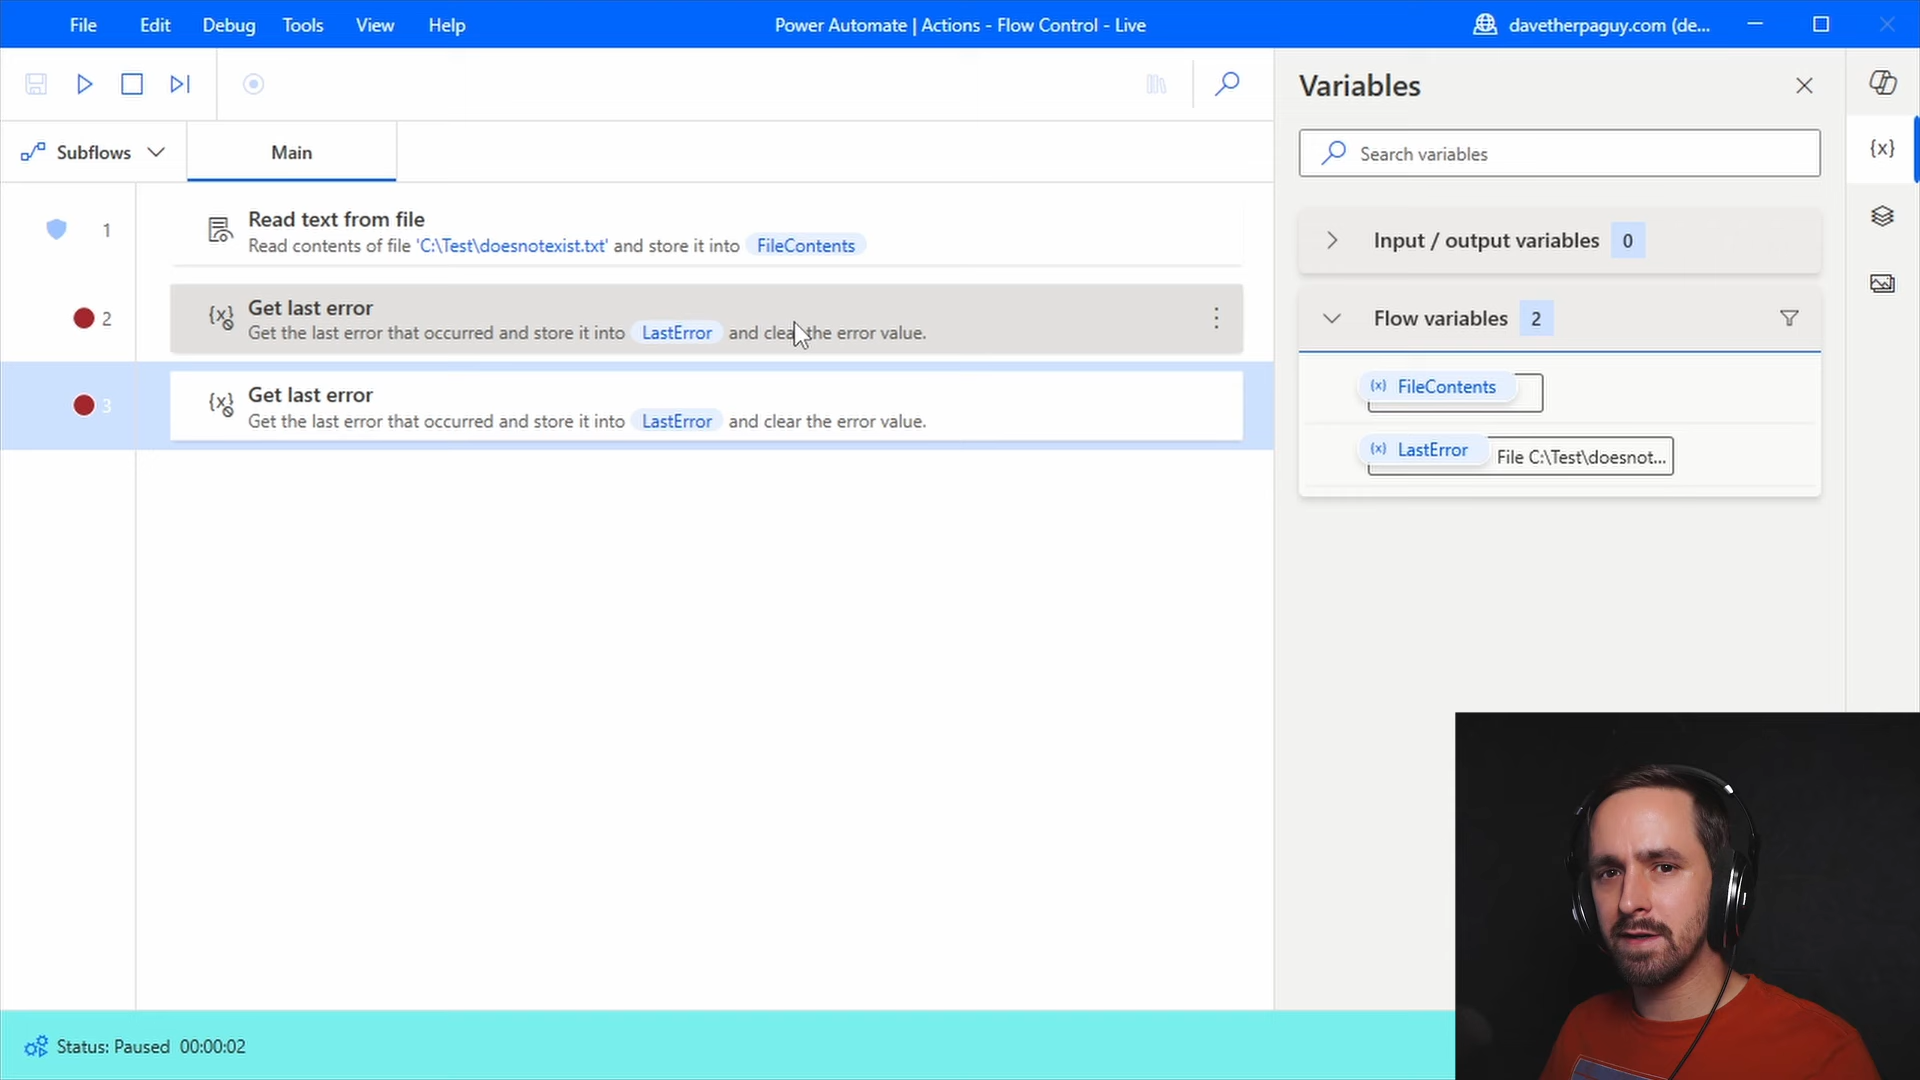 File Edit Debug Tools View Help Power Automate | Actions - Flow Control - Live davetherpaguy.com (de...
Variables
Subflows Main
Search variables
1 Read text from file
Read contents of file 'C:\Test\doesnotexist.txt' and store it into FileContents
Input / output variables 0
2 Get last error
Get the last error that occurred and store it into LastError and clear the error value.
Flow variables 2
FileContents
3 Get last error
Get the last error that occurred and store it into LastError and clear the error value.
LastError File C:\Test\doesnot...
Status: Paused 00:00:02